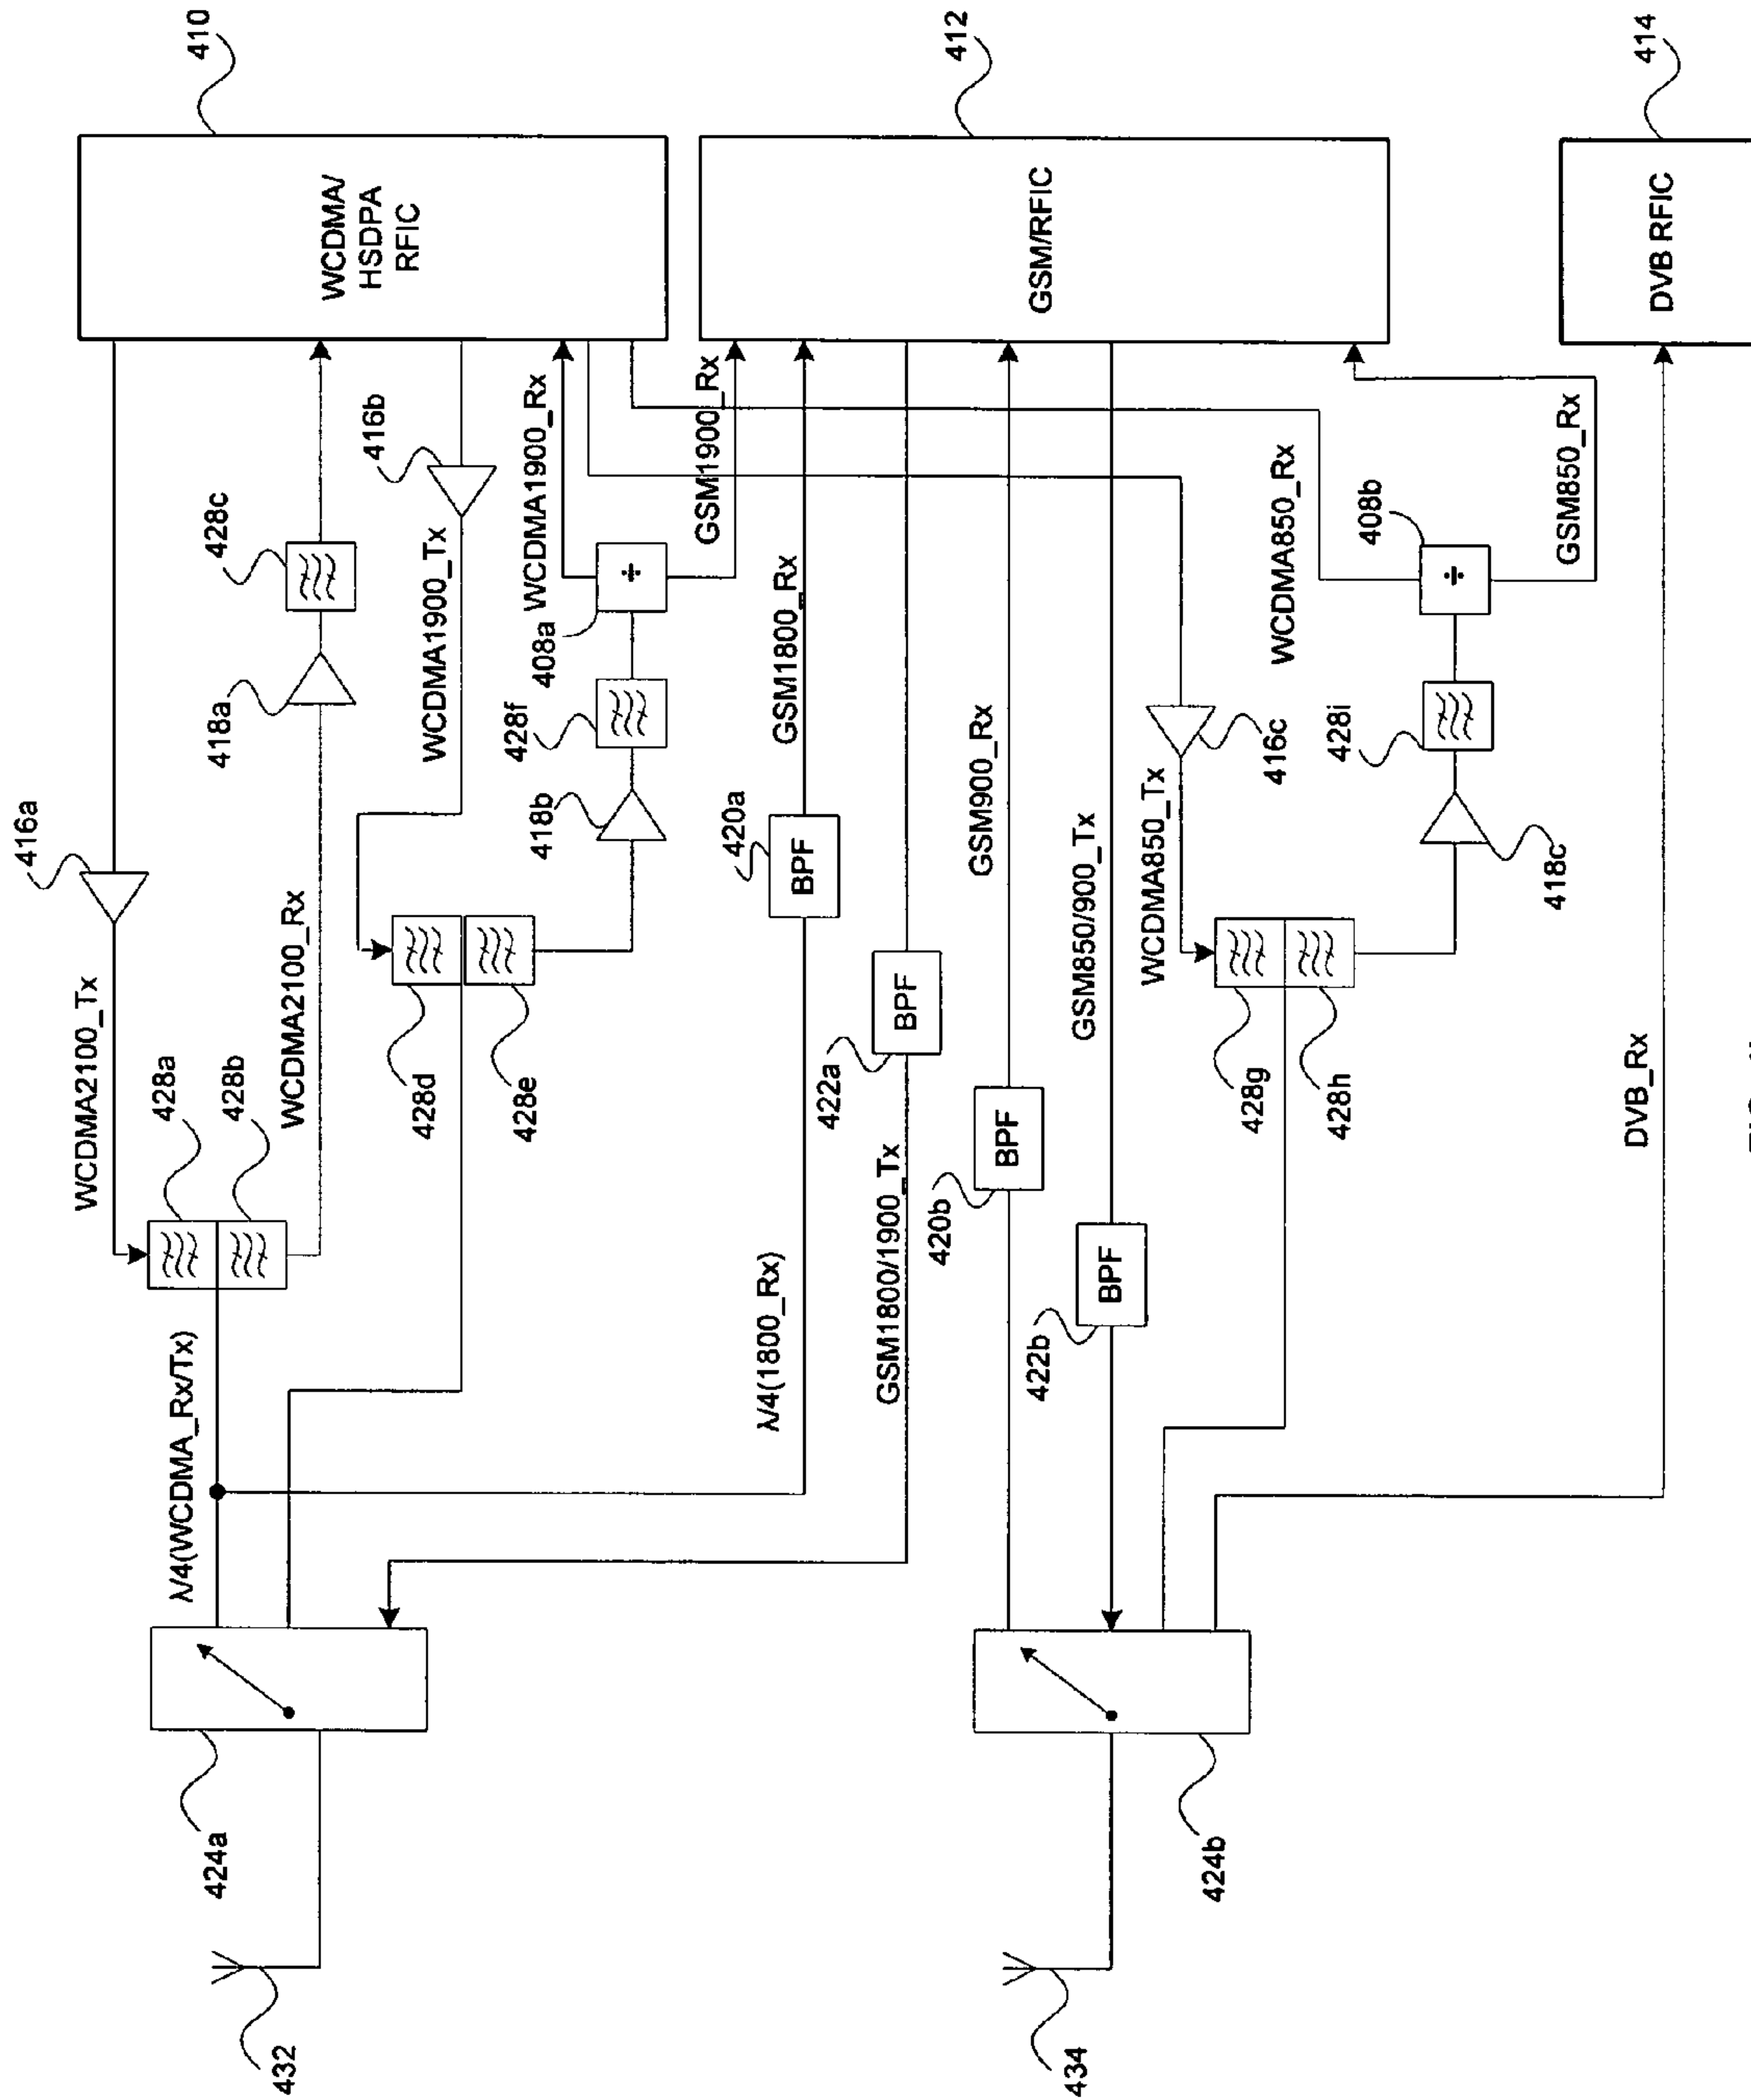 410
WCDMA/
HSDPA
RFIC
412
GSM/RFIC
414
DVB RFIC
416a
WCDMA2100_Tx
428a
428b
WCDMA2100_Rx
418a
428c
416b
WCDMA1900_Tx
428d
428e
418b
428f
408a
÷
WCDMA1900_Rx
GSM1900_Rx
λ/4(WCDMA_Rx/Tx)
λ/4(1800_Rx)
420a
BPF
GSM1800_Rx
422a
BPF
GSM1800/1900_Tx
420b
BPF
GSM900_Rx
422b
BPF
GSM850/900_Tx
WCDMA850_Tx
416c
428g
428h
418c
428i
408b
÷
WCDMA850_Rx
GSM850_Rx
DVB_Rx
424a
432
424b
434